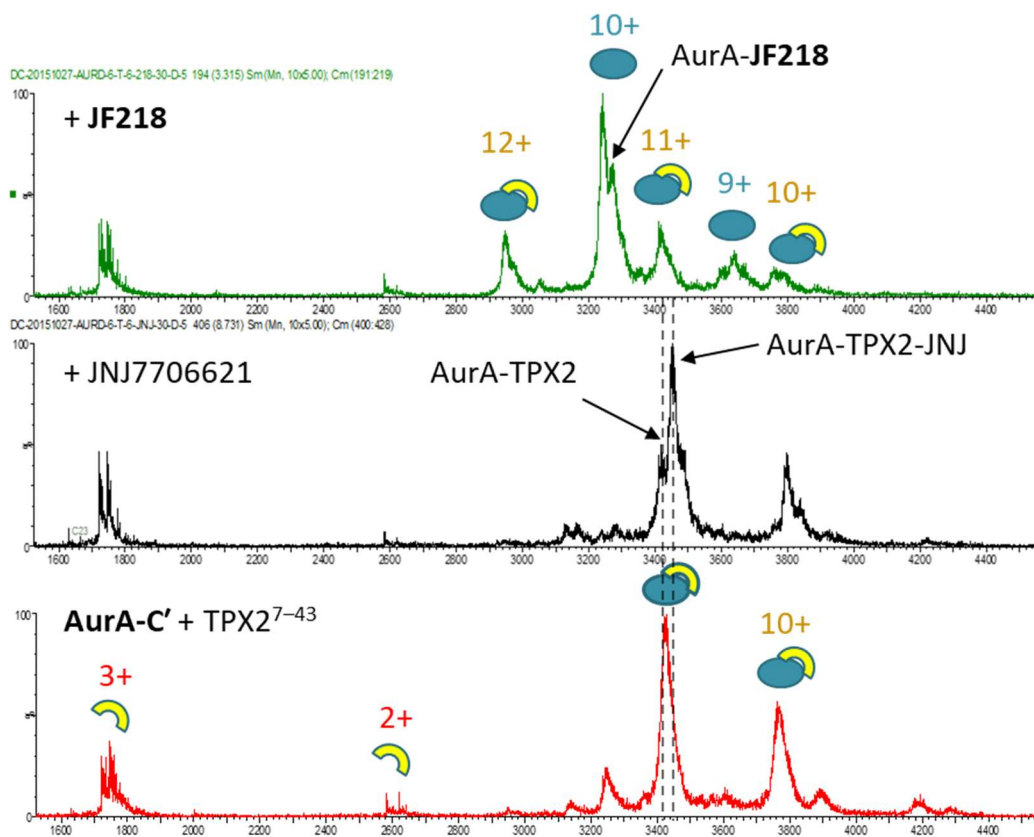 10+
AurA-JF218
DC-20151027-AURD-6-T-6-218-30-D-5 194 (3.315) Sm (Mn, 10x5.00); Cm (191:219)
100
+ JF218
12+
11+
9+
10+
%
0
1600 1800 2000 2200 2400 2600 2800 3000 3200 3400 3600 3800 4000 4200 4400
DC-20151027-AURD-6-T-6-JNJ-30-D-5 406 (8.731) Sm (Mn, 10x5.00); Cm (400:428)
100
+ JNJ7706621
AurA-TPX2
AurA-TPX2-JNJ
%
C23
0
1600 1800 2000 2200 2400 2600 2800 3000 3200 3400 3600 3800 4000 4200 4400
100
AurA-C′ + TPX2⁷⁻⁴³
10+
3+
2+
%
0
1600 1800 2000 2200 2400 2600 2800 3000 3200 3400 3600 3800 4000 4200 4400